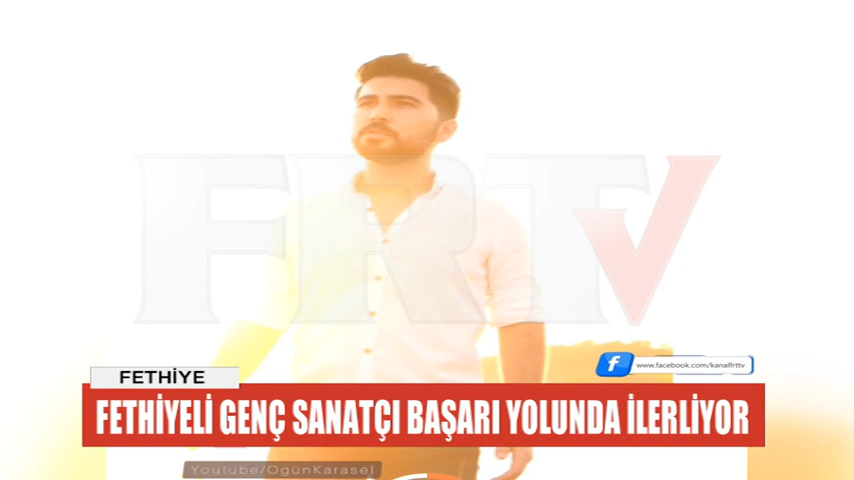 FRTV
www.facebook.com/kanalfrttv
FETHİYE
FETHİYELİ GENÇ SANATÇI BAŞARI YOLUNDA İLERLİYOR
Youtube/OgünKarasel